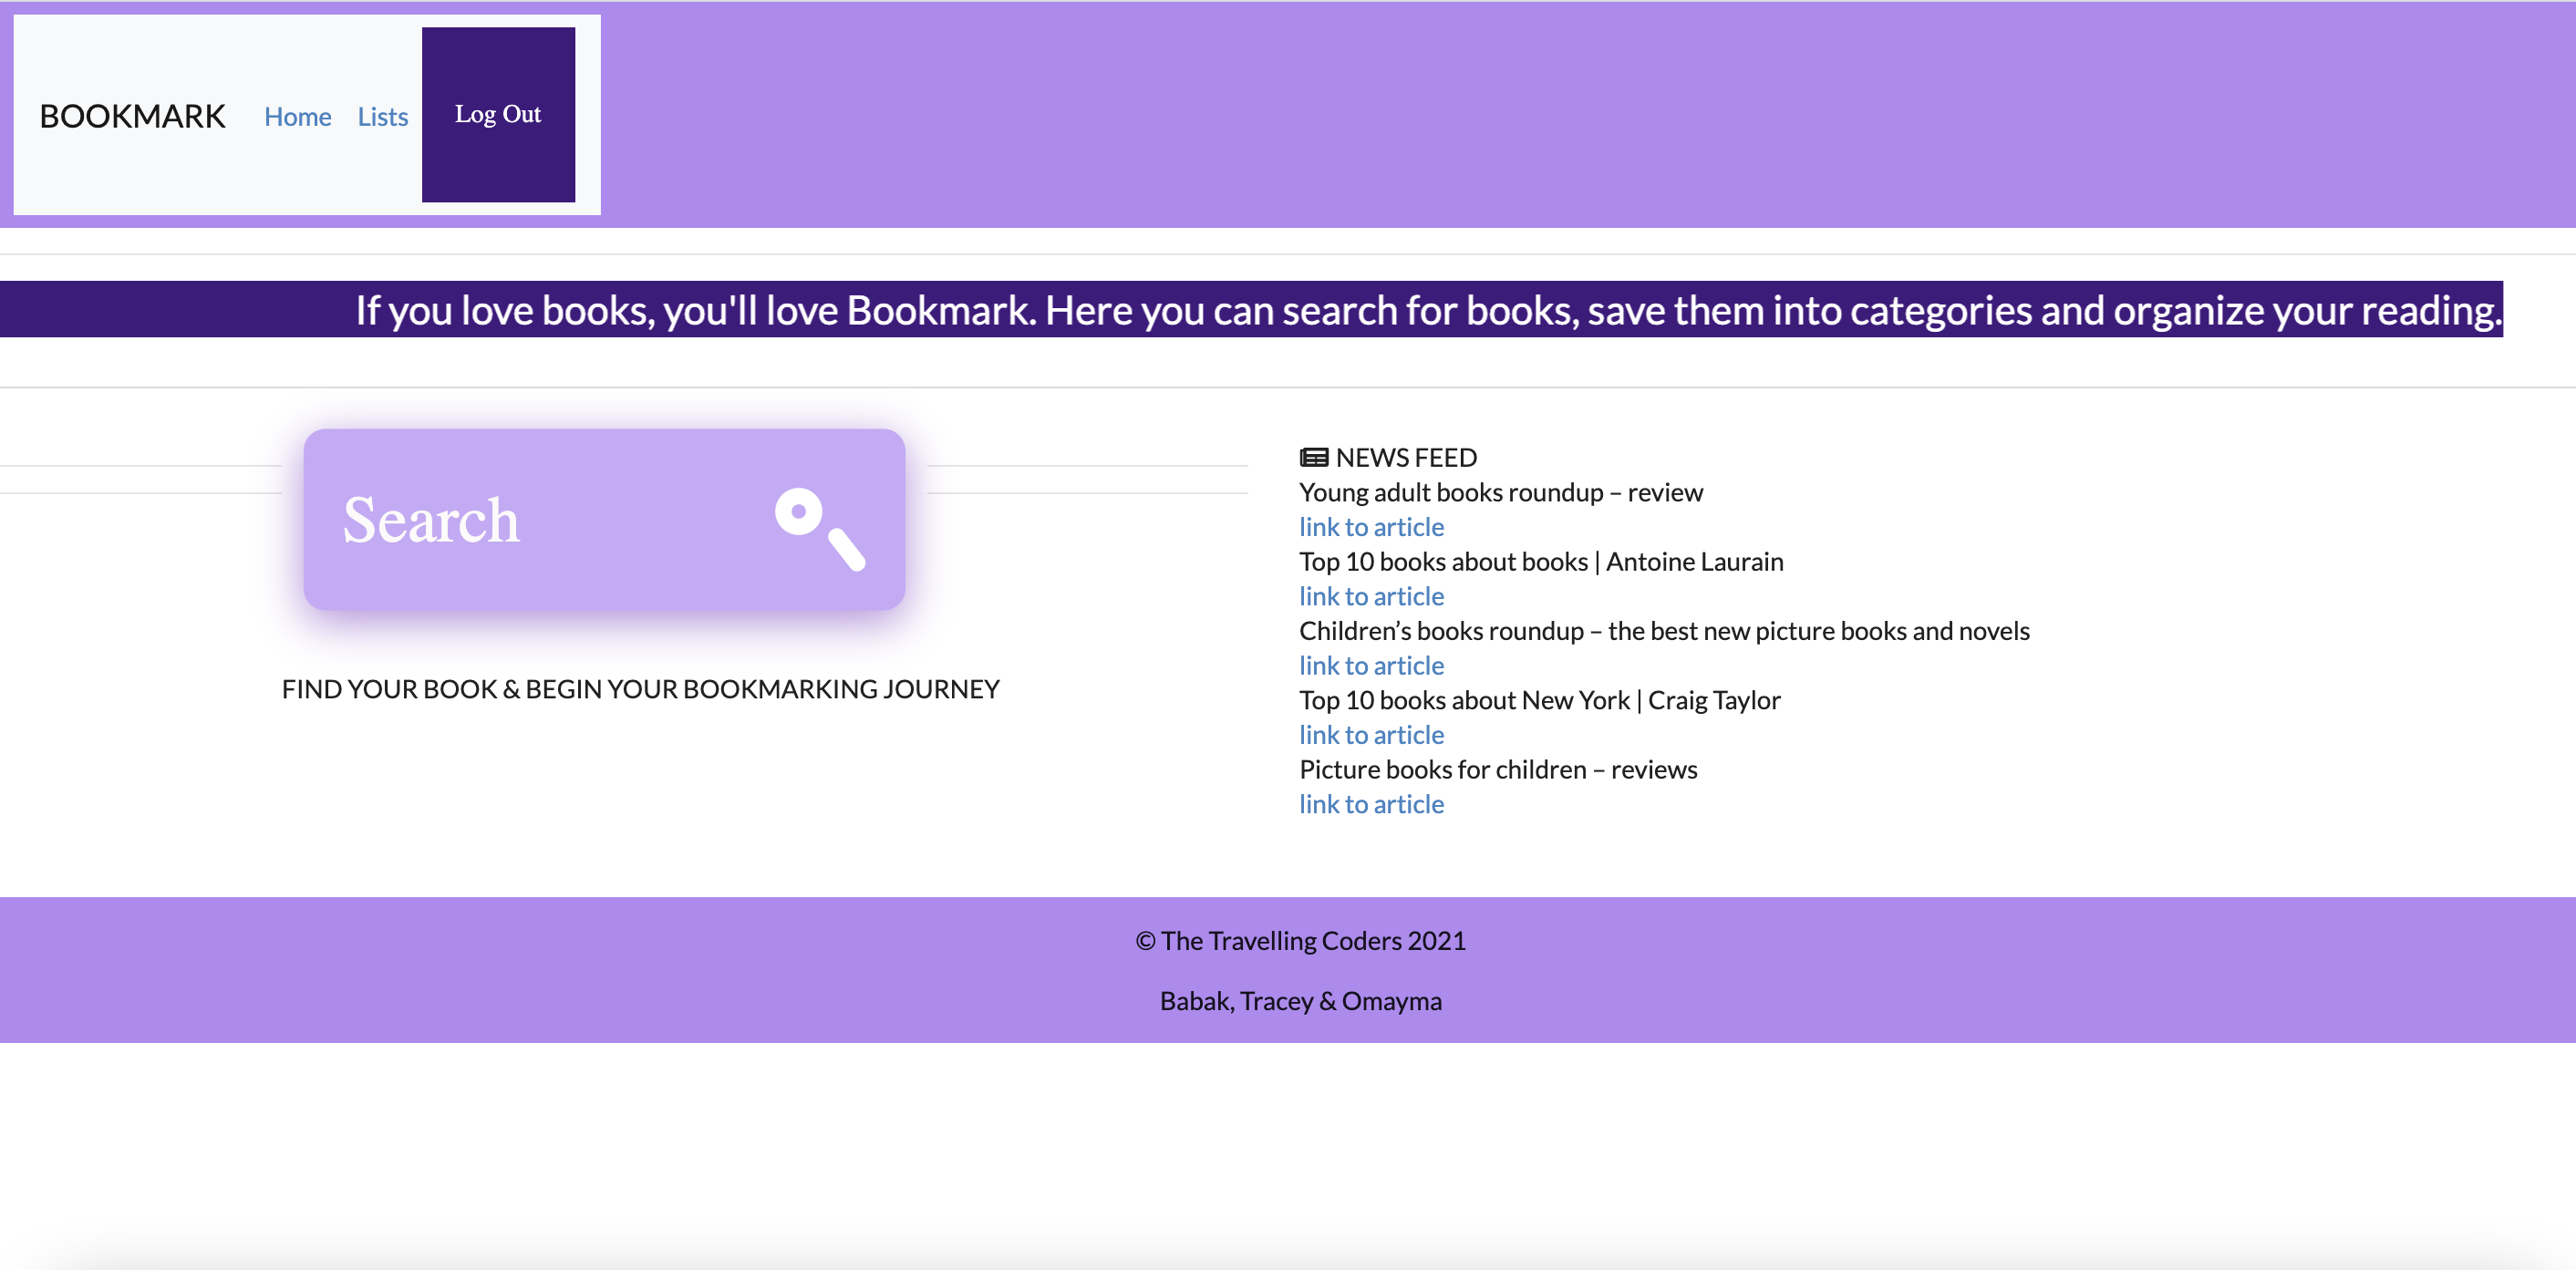 BOOKMARK Home Lists Log Out
If you love books, you'll love Bookmark. Here you can search for books, save them into categories and organize your reading.
Search
FIND YOUR BOOK & BEGIN YOUR BOOKMARKING JOURNEY
NEWS FEED
Young adult books roundup – review
link to article
Top 10 books about books | Antoine Laurain
link to article
Children’s books roundup – the best new picture books and novels
link to article
Top 10 books about New York | Craig Taylor
link to article
Picture books for children – reviews
link to article
© The Travelling Coders 2021
Babak, Tracey & Omayma